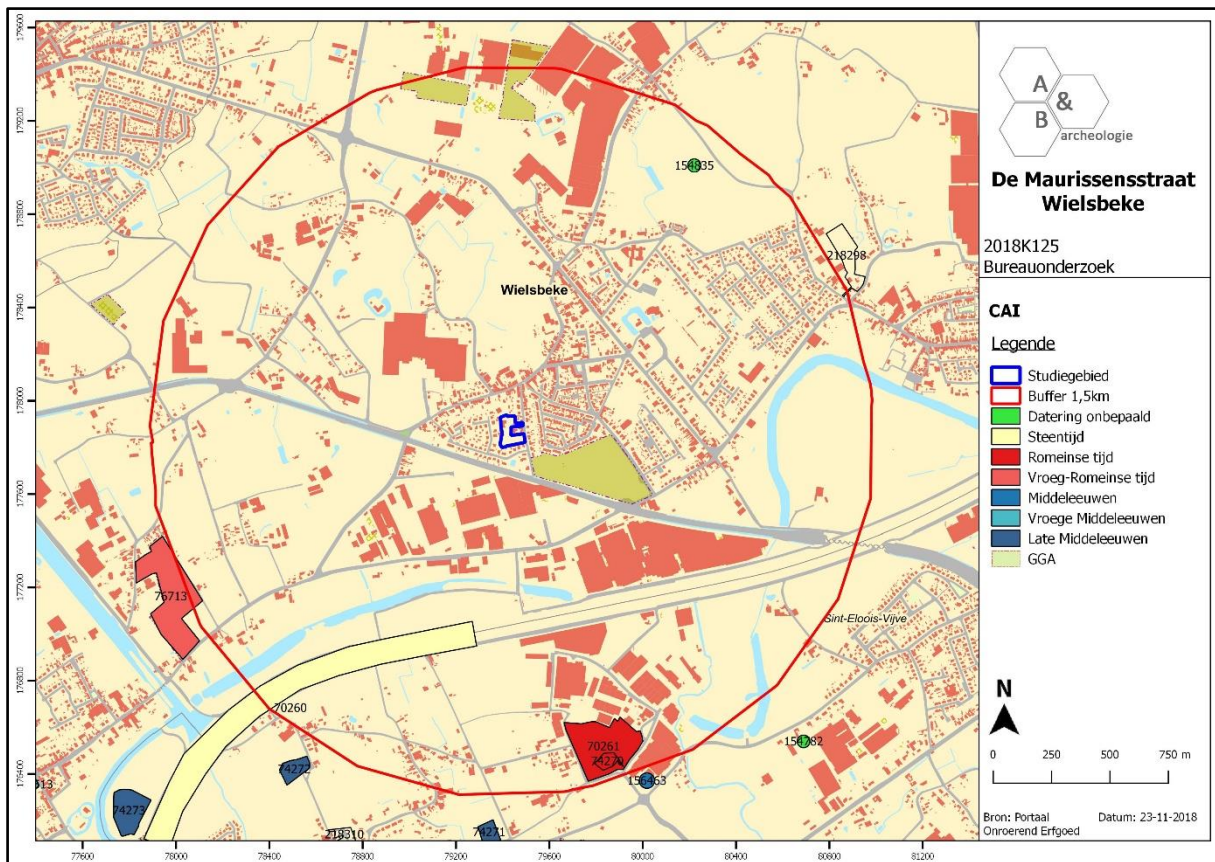 179600
179200
178800
178400
178000
177600
177200
176800
176400
77600
78000
78400
78800
79200
79600
80000
80400
80800
81200
154835
218298
Wielsbeke
76713
Sint-Eloois-Vijve
70260
70261
74270
154782
156463
74272
74273
74271
219310
A
&
B
archeologie
De Maurissensstraat
Wielsbeke
2018K125
Bureauonderzoek
CAI
Legende
Studiegebied
Buffer 1,5km
Datering onbepaald
Steentijd
Romeinse tijd
Vroeg-Romeinse tijd
Middeleeuwen
Vroege Middeleeuwen
Late Middeleeuwen
GGA
N
0 250 500 750 m
Bron: Portaal Datum: 23-11-2018
Onroerend Erfgoed